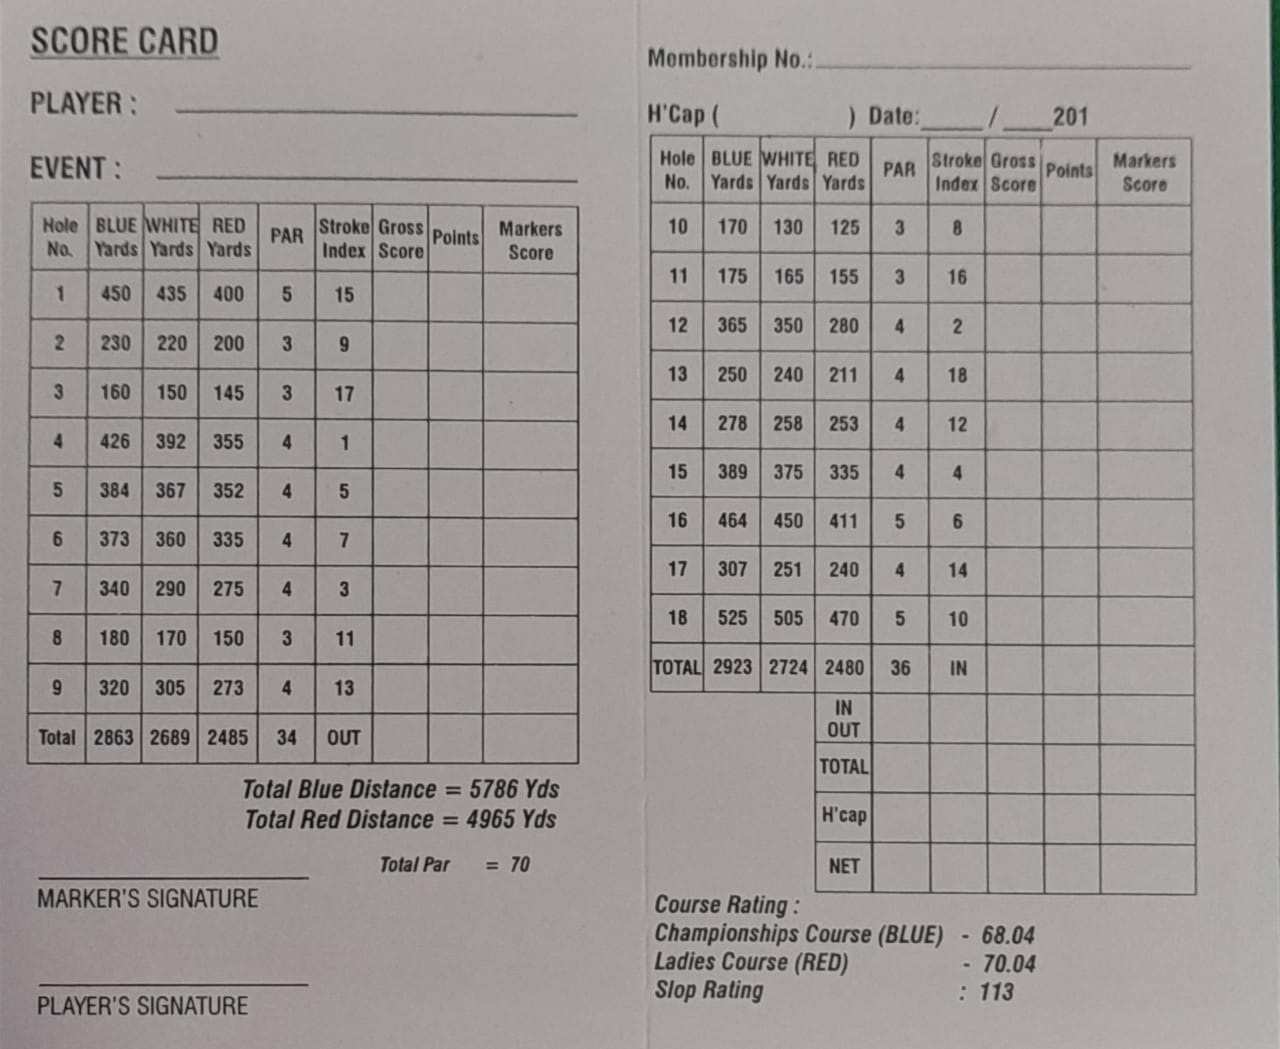 SCORE CARD
PLAYER :
EVENT :
Hole No. BLUE Yards WHITE Yards RED Yards PAR Stroke Index Gross Score Points Markers Score
1 450 435 400 5 15
2 230 220 200 3 9
3 160 150 145 3 17
4 426 392 355 4 1
5 384 367 352 4 5
6 373 360 335 4 7
7 340 290 275 4 3
8 180 170 150 3 11
9 320 305 273 4 13
Total 2863 2689 2485 34 OUT
Total Blue Distance = 5786 Yds
Total Red Distance = 4965 Yds
Total Par = 70
MARKER'S SIGNATURE
PLAYER'S SIGNATURE
Membership No.:
H'Cap ( ) Date: / 201
Hole No. BLUE Yards WHITE Yards RED Yards PAR Stroke Index Gross Score Points Markers Score
10 170 130 125 3 8
11 175 165 155 3 16
12 365 350 280 4 2
13 250 240 211 4 18
14 278 258 253 4 12
15 389 375 335 4 4
16 464 450 411 5 6
17 307 251 240 4 14
18 525 505 470 5 10
TOTAL 2923 2724 2480 36 IN
IN
OUT
TOTAL
H'cap
NET
Course Rating :
Championships Course (BLUE) - 68.04
Ladies Course (RED) - 70.04
Slop Rating : 113